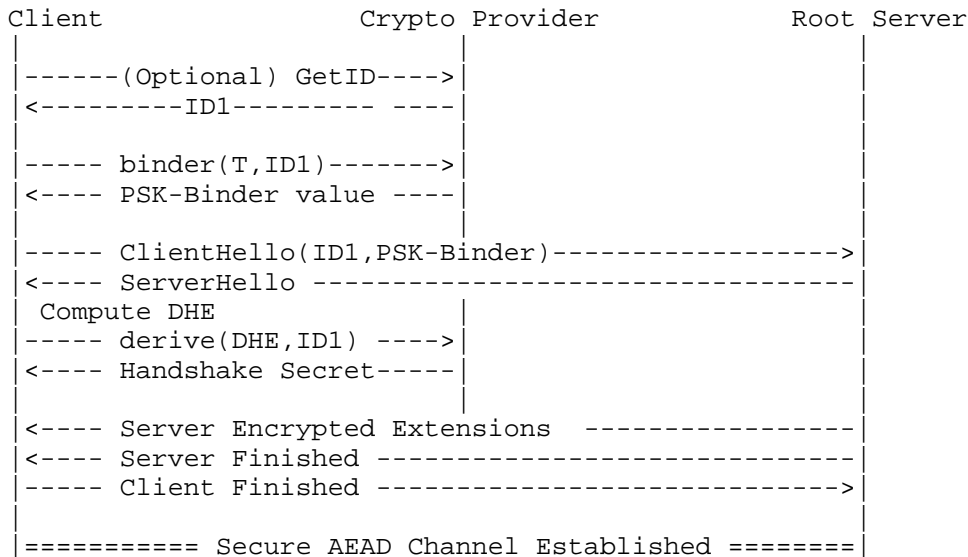 Client Crypto Provider Root Server
|------(Optional) GetID---->|
|<---------ID1--------- ----|
|----- binder(T,ID1)------->|
|<---- PSK-Binder value ----|
|----- ClientHello(ID1,PSK-Binder)------------------>|
|<---- ServerHello ----------------------------------|
| Compute DHE
|----- derive(DHE,ID1) ---->|
|<---- Handshake Secret-----|
|<---- Server Encrypted Extensions -----------------|
|<---- Server Finished ------------------------------|
|----- Client Finished ----------------------------->|
|=========== Secure AEAD Channel Established ========|